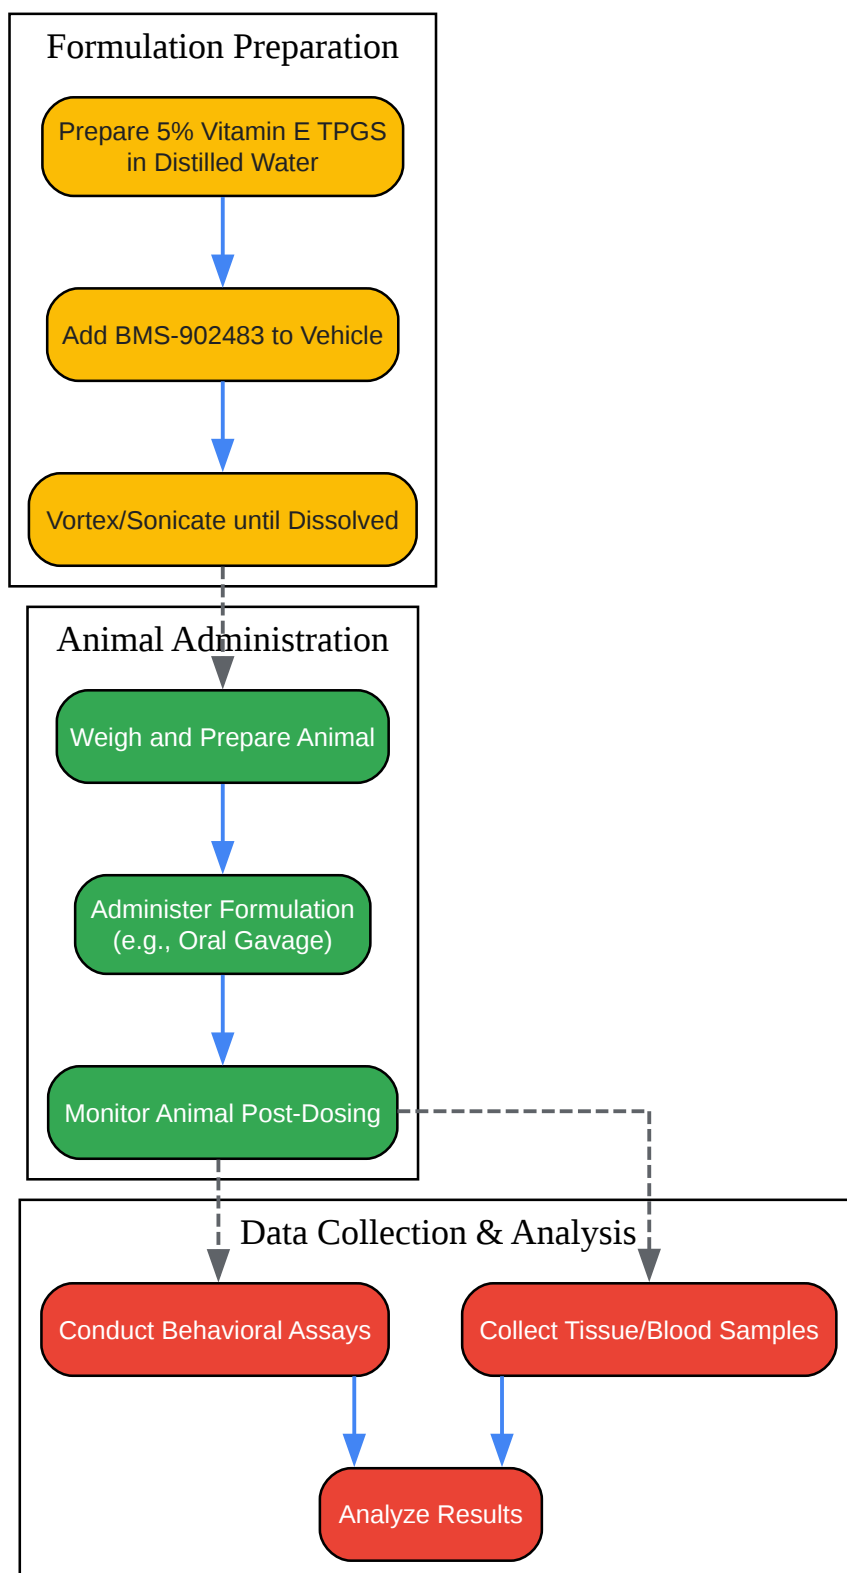 Formulation Preparation
Prepare 5% Vitamin E TPGS
in Distilled Water
Add BMS-902483 to Vehicle
Vortex/Sonicate until Dissolved
Animal Administration
Weigh and Prepare Animal
Administer Formulation
(e.g., Oral Gavage)
Monitor Animal Post-Dosing
Data Collection & Analysis
Conduct Behavioral Assays
Collect Tissue/Blood Samples
Analyze Results